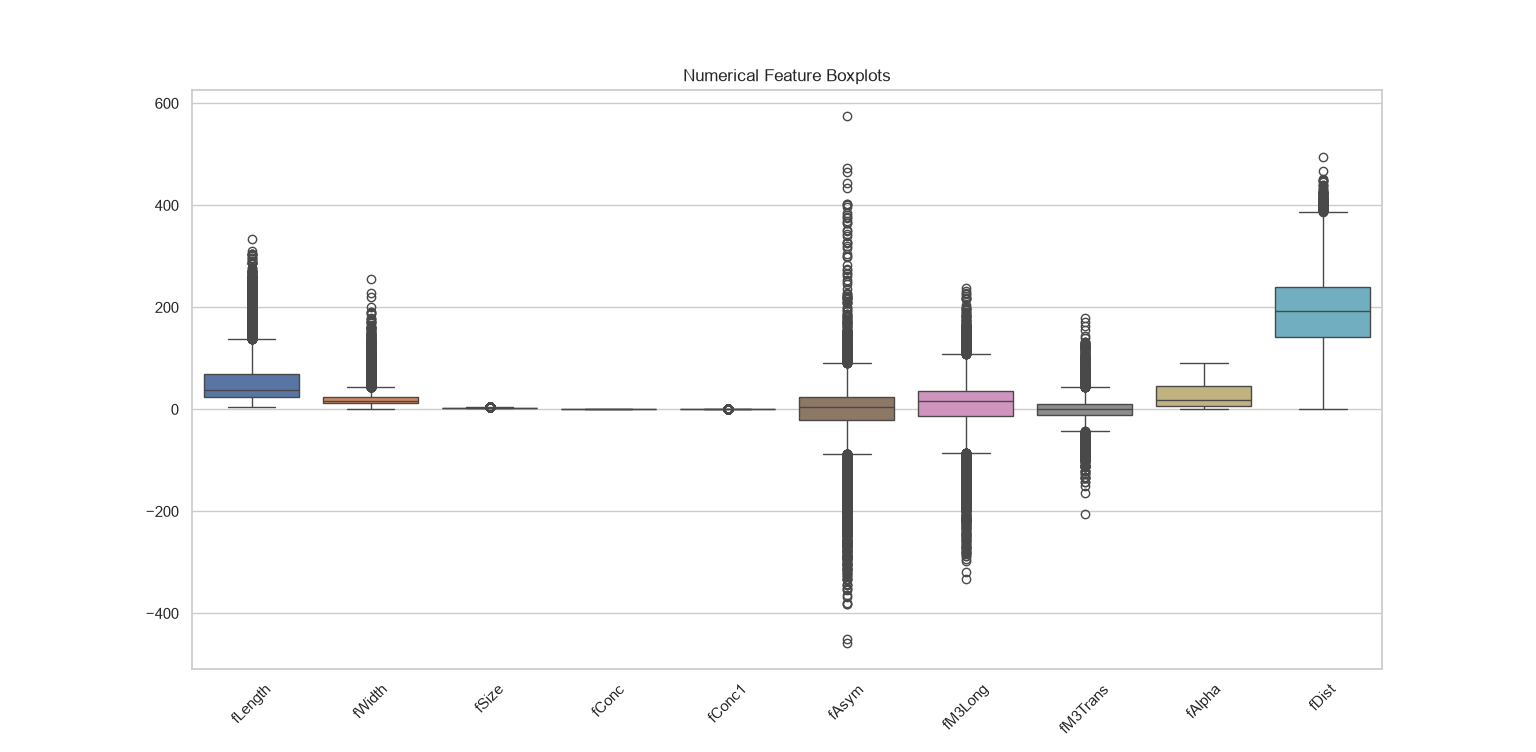 Numerical Feature Boxplots
600
400
200
0
−200
−400
fLength
fWidth
fSize
fConc
fConc1
fAsym
fM3Long
fM3Trans
fAlpha
fDist